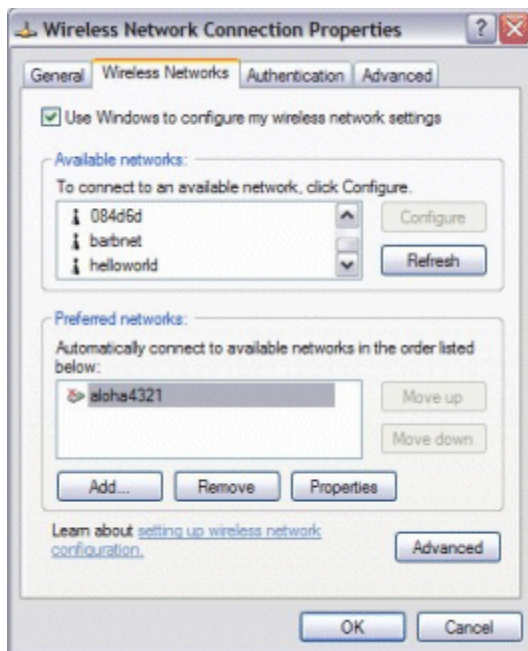 Wireless Network Connection Properties
General Wireless Networks Authentication Advanced
Use Windows to configure my wireless network settings
Available networks:
To connect to an available network, click Configure.
084d6d
barbnet
helloworld
Configure
Refresh
Preferred networks:
Automatically connect to available networks in the order listed
below:
aloha4321
Move up
Move down
Add... Remove Properties
Learn about setting up wireless network
configuration.
Advanced
OK Cancel